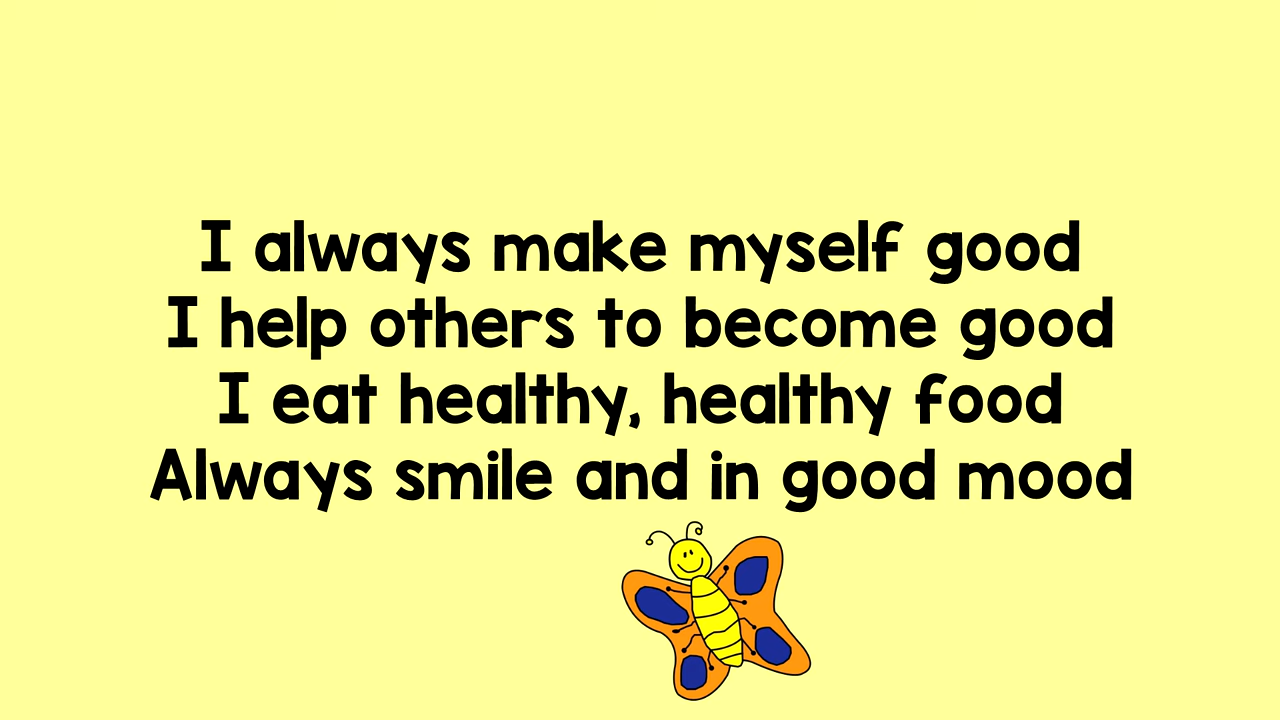 I always make myself good
I help others to become good
I eat healthy, healthy food
Always smile and in good mood